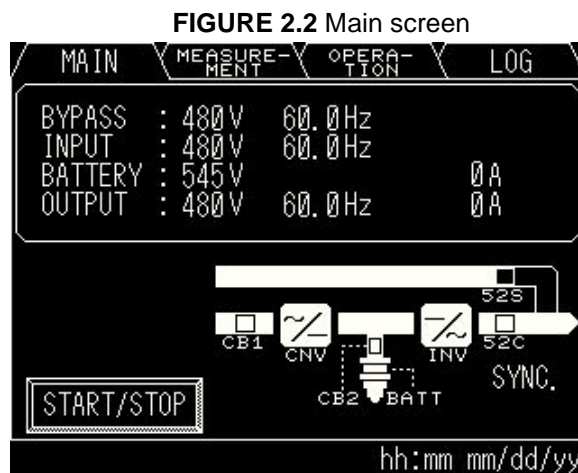 FIGURE 2.2 Main screen
MAIN MEASURE-MENT OPERA-TION LOG
BYPASS : 480V 60.0Hz
INPUT : 480V 60.0Hz
BATTERY : 545V 0A
OUTPUT : 480V 60.0Hz 0A
52S
CB1 CNV INV 52C
CB2 BATT SYNC.
START/STOP
hh:mm mm/dd/yy